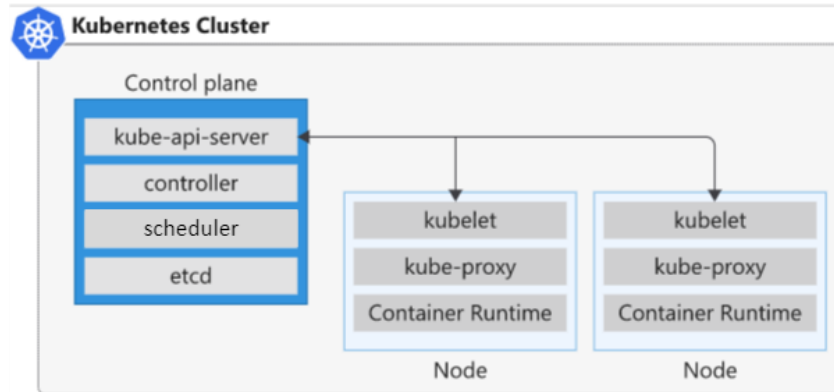 Kubernetes Cluster
Control plane
kube-api-server
controller
scheduler
etcd
kubelet
kube-proxy
Container Runtime
Node
kubelet
kube-proxy
Container Runtime
Node